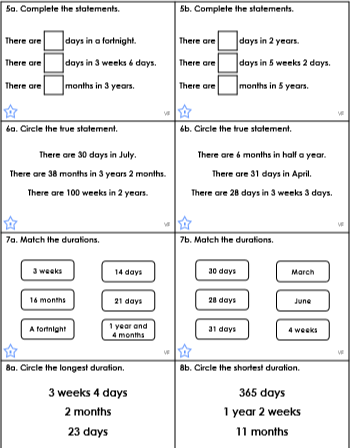 5a. Complete the statements.
There are days in a fortnight.
There are days in 3 weeks 6 days.
There are months in 3 years.
VF
5b. Complete the statements.
There are days in 2 years.
There are days in 5 weeks 2 days.
There are months in 5 years.
VF
6a. Circle the true statement.
There are 30 days in July.
There are 38 months in 3 years 2 months.
There are 100 weeks in 2 years.
VF
6b. Circle the true statement.
There are 6 months in half a year.
There are 31 days in April.
There are 28 days in 3 weeks 3 days.
VF
7a. Match the durations.
3 weeks
14 days
16 months
21 days
A fortnight
1 year and
4 months
VF
7b. Match the durations.
30 days
March
28 days
June
31 days
4 weeks
VF
8a. Circle the longest duration.
3 weeks 4 days
2 months
23 days
8b. Circle the shortest duration.
365 days
1 year 2 weeks
11 months